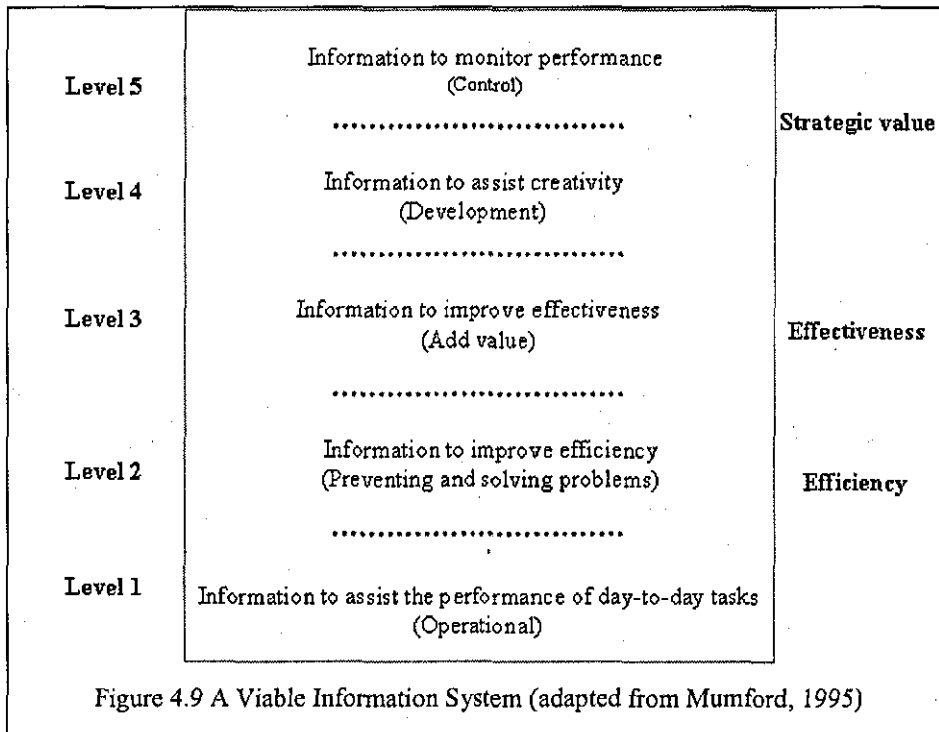 Information to monitor performance
Level 5
(Control)
Strategic value
Information to assist creativity
Level 4
(Development)
Information to improve effectiveness
Level 3
(Add value)
Effectiveness
Information to improve efficiency
Level 2
(Preventing and solving problems)
Efficiency
Level 1
Information to assist the performance of day-to-day tasks
(Operational)
Figure 4.9 A Viable Information System (adapted from Mumford, 1995)